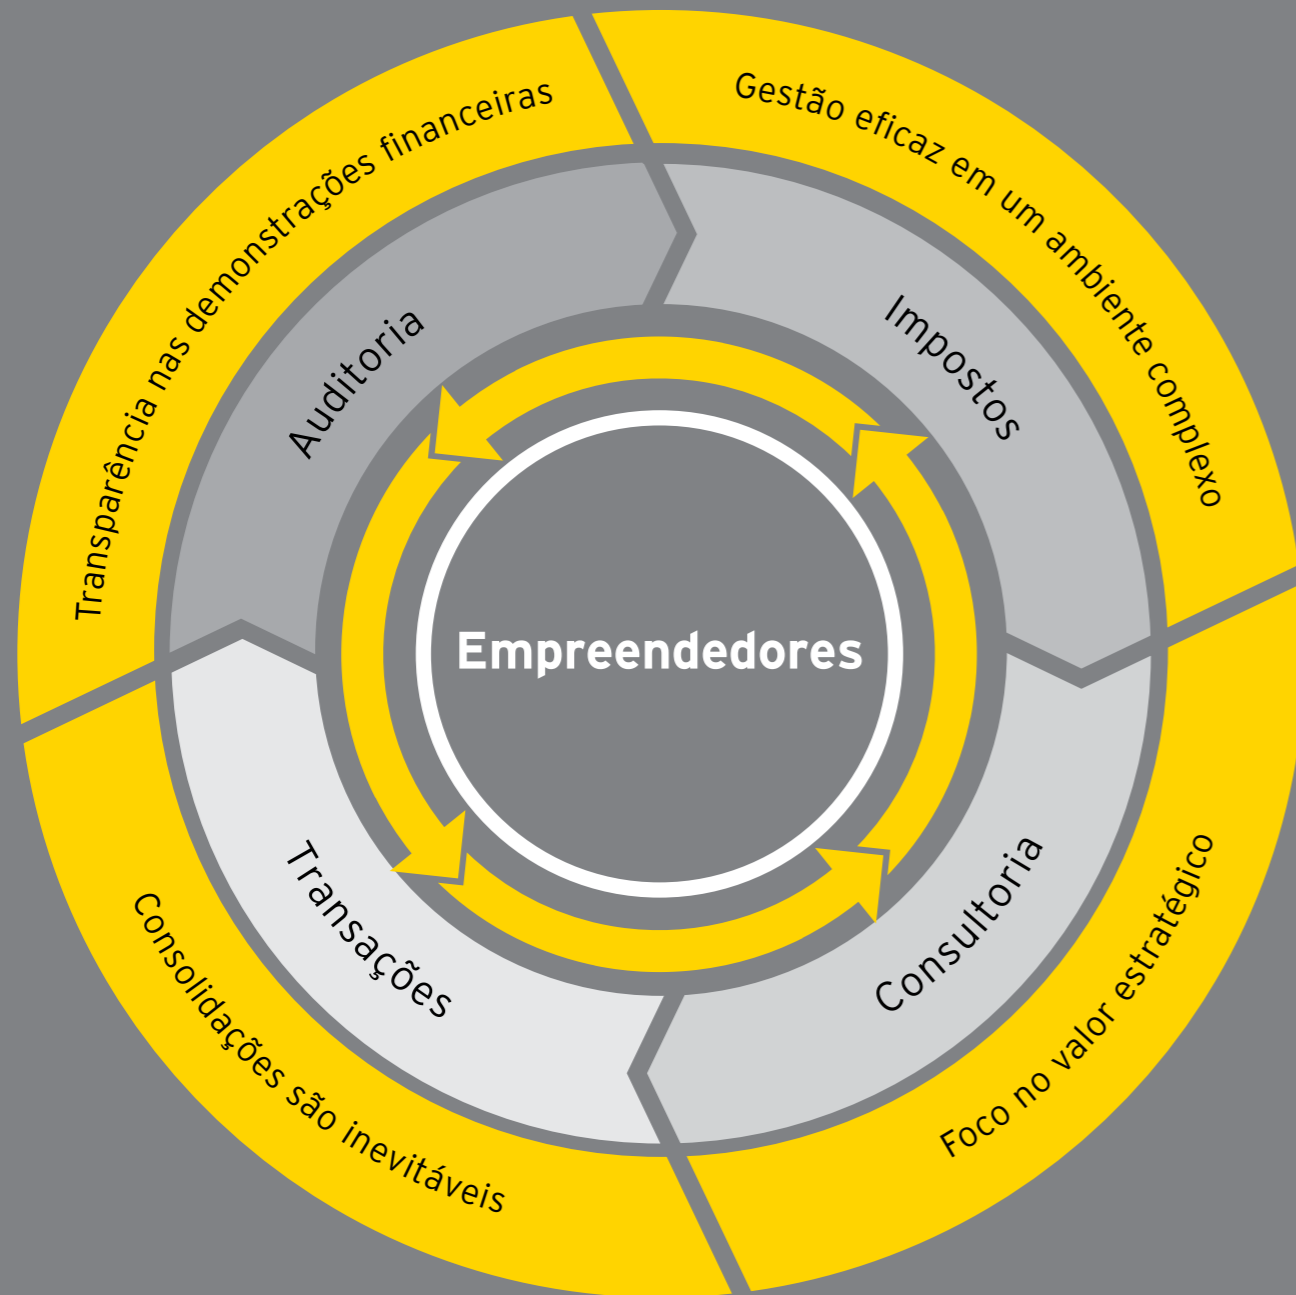 Transparência nas demonstrações financeiras
Gestão eficaz em um ambiente complexo
Auditoria
Impostos
Empreendedores
Transações
Consultoria
Consolidações são inevitáveis
Foco no valor estratégico